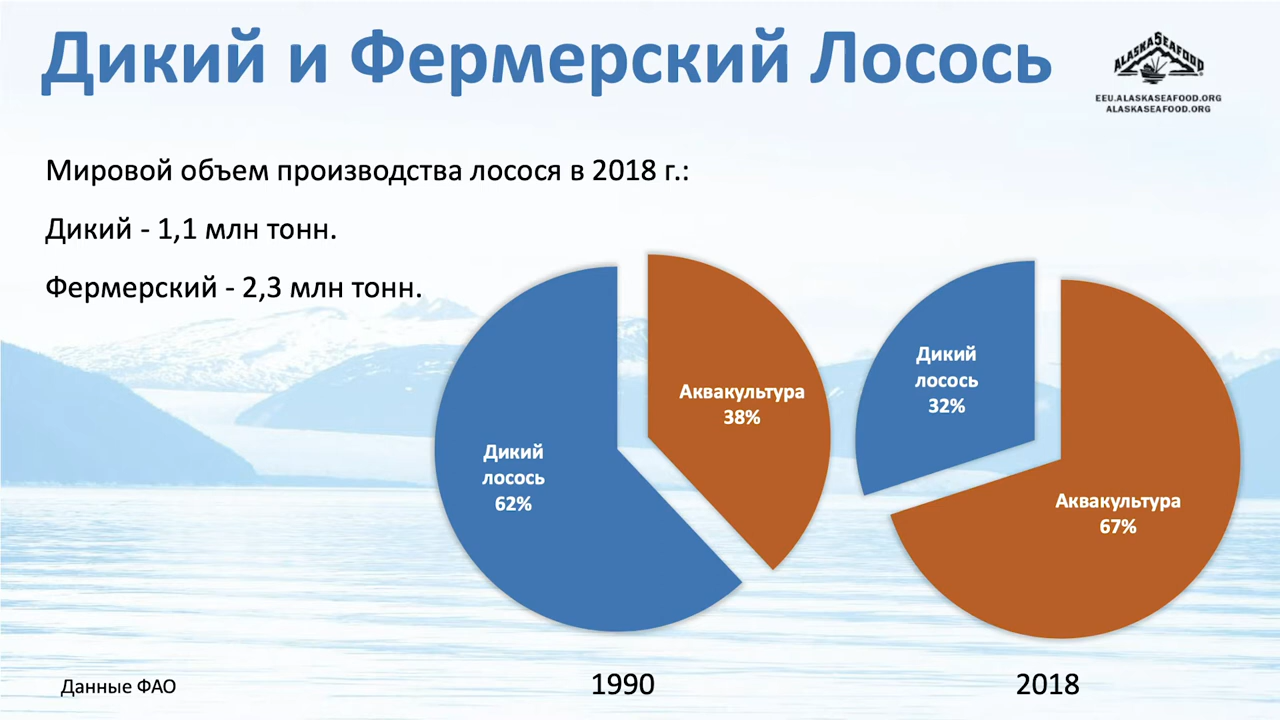 Дикий и Фермерский Лосось
ALASKA SEAFOOD
EEU.ALASKASEAFOOD.ORG
ALASKASEAFOOD.ORG
Мировой объем производства лосося в 2018 г.:
Дикий - 1,1 млн тонн.
Фермерский - 2,3 млн тонн.
Аквакультура
38%
Дикий
лосось
62%
Дикий
лосось
32%
Аквакультура
67%
1990
2018
Данные ФАО